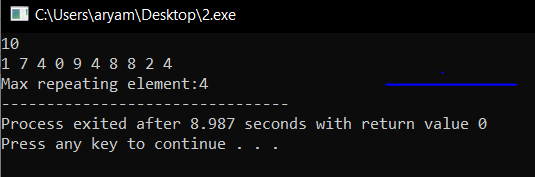 C:\Users\aryam\Desktop\2.exe
10
1 7 4 0 9 4 8 8 2 4
Max repeating element:4
--------------------------------
Process exited after 8.987 seconds with return value 0
Press any key to continue . . .